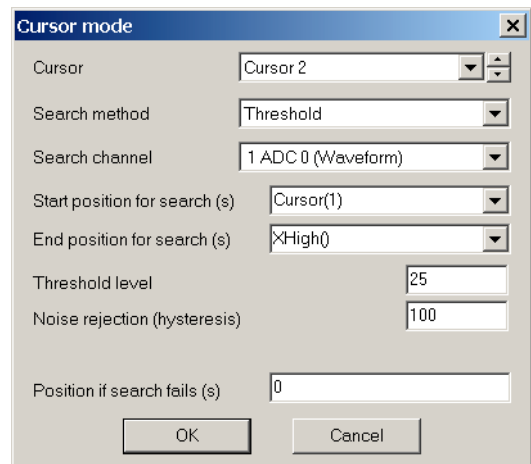 Cursor mode
Cursor Cursor 2
Search method Threshold
Search channel 1 ADC 0 (Waveform)
Start position for search (s) Cursor(1)
End position for search (s) XHigh()
Threshold level 25
Noise rejection (hysteresis) 100
Position if search fails (s) 0
OK Cancel